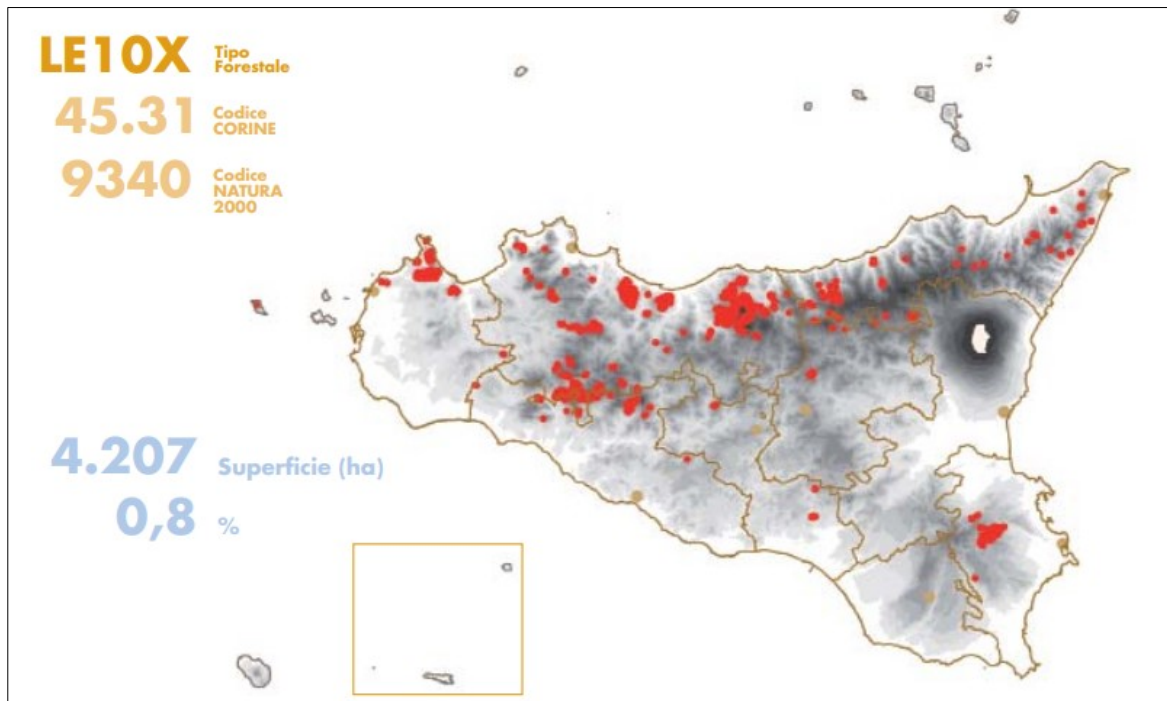 LE10X Tipo
Forestale
45.31 Codice
CORINE
9340 Codice
NATURA
2000
4.207 Superficie (ha)
0,8 %